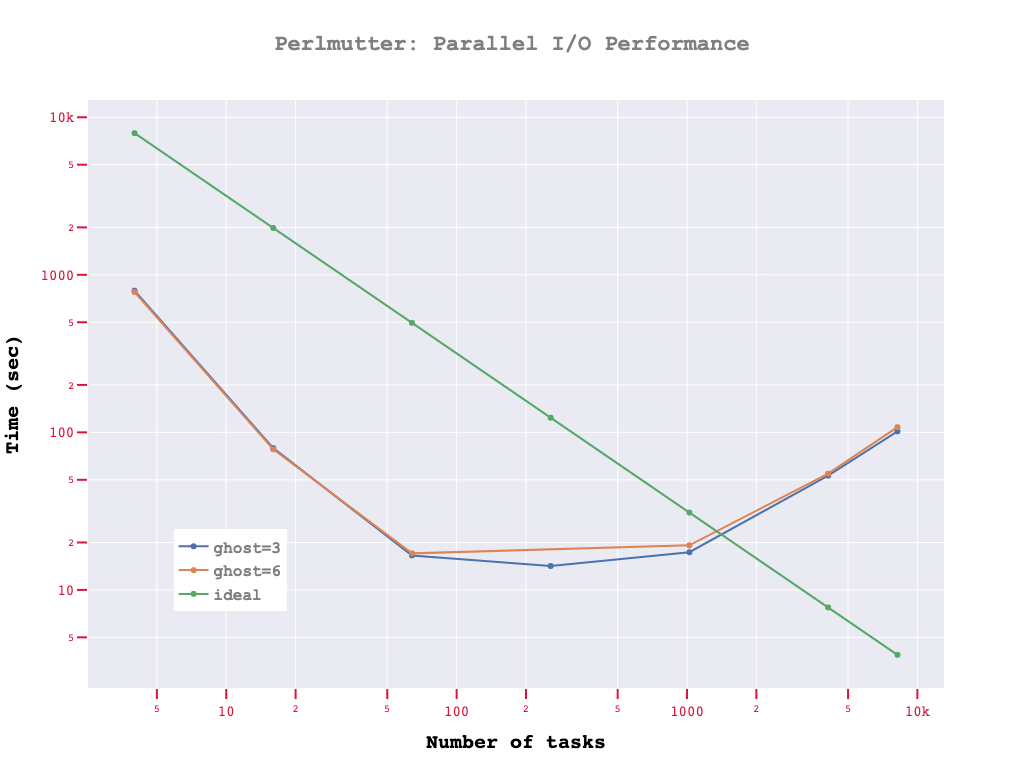 Perlmutter: Parallel I/O Performance
10k
5
2
1000
5
2
100
5
2
10
5
Time (sec)
ghost=3
ghost=6
ideal
5 10 2 5 100 2 5 1000 2 5 10k
Number of tasks